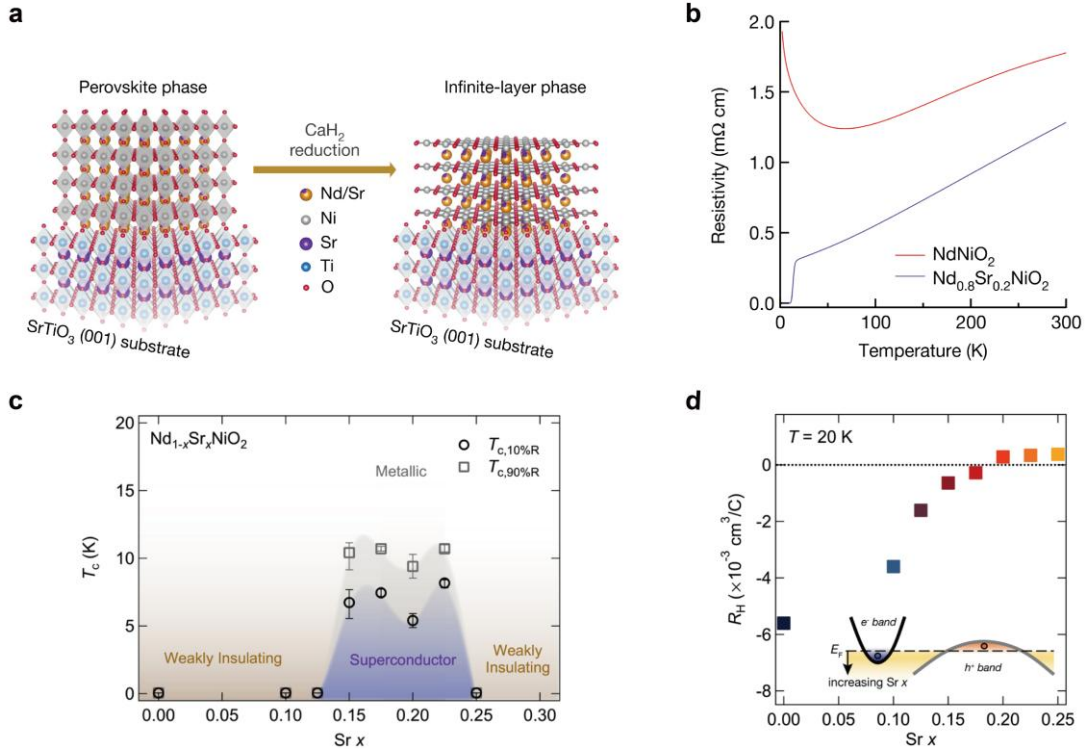 a
Perovskite phase
Infinite-layer phase
CaH₂
reduction
Nd/Sr
Ni
Sr
Ti
O
SrTiO₃ (001) substrate
SrTiO₃ (001) substrate
b
2.0
1.5
1.0
0.5
0.0
Resistivity (mΩ cm)
NdNiO₂
Nd₀.₈Sr₀.₂NiO₂
0
100
200
300
Temperature (K)
c
20
15
10
5
0
T_c (K)
Nd₁₋ₓSrₓNiO₂
T_c,10%R
T_c,90%R
Metallic
Weakly Insulating
Superconductor
Weakly
Insulating
0.00
0.05
0.10
0.15
0.20
0.25
0.30
Sr x
d
T = 20 K
0
-2
-4
-6
-8
R_H (×10⁻³ cm³/C)
e⁻ band
E_F
h⁺ band
increasing Sr x
0.00
0.05
0.10
0.15
0.20
0.25
Sr x